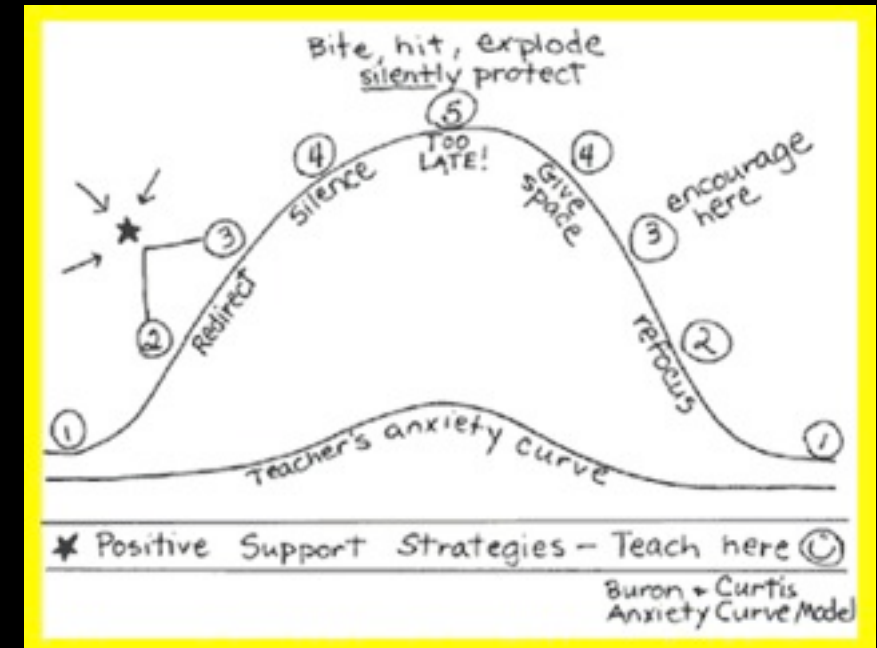 Bite, hit, explode
silently protect
5
TOO
LATE!
4
silence
4
Give
space
3
Redirect
2
3
encourage
here
2
refocus
1
1
Teacher's anxiety curve
★ Positive Support Strategies - Teach here ☺
Buron + Curtis
Anxiety Curve Model